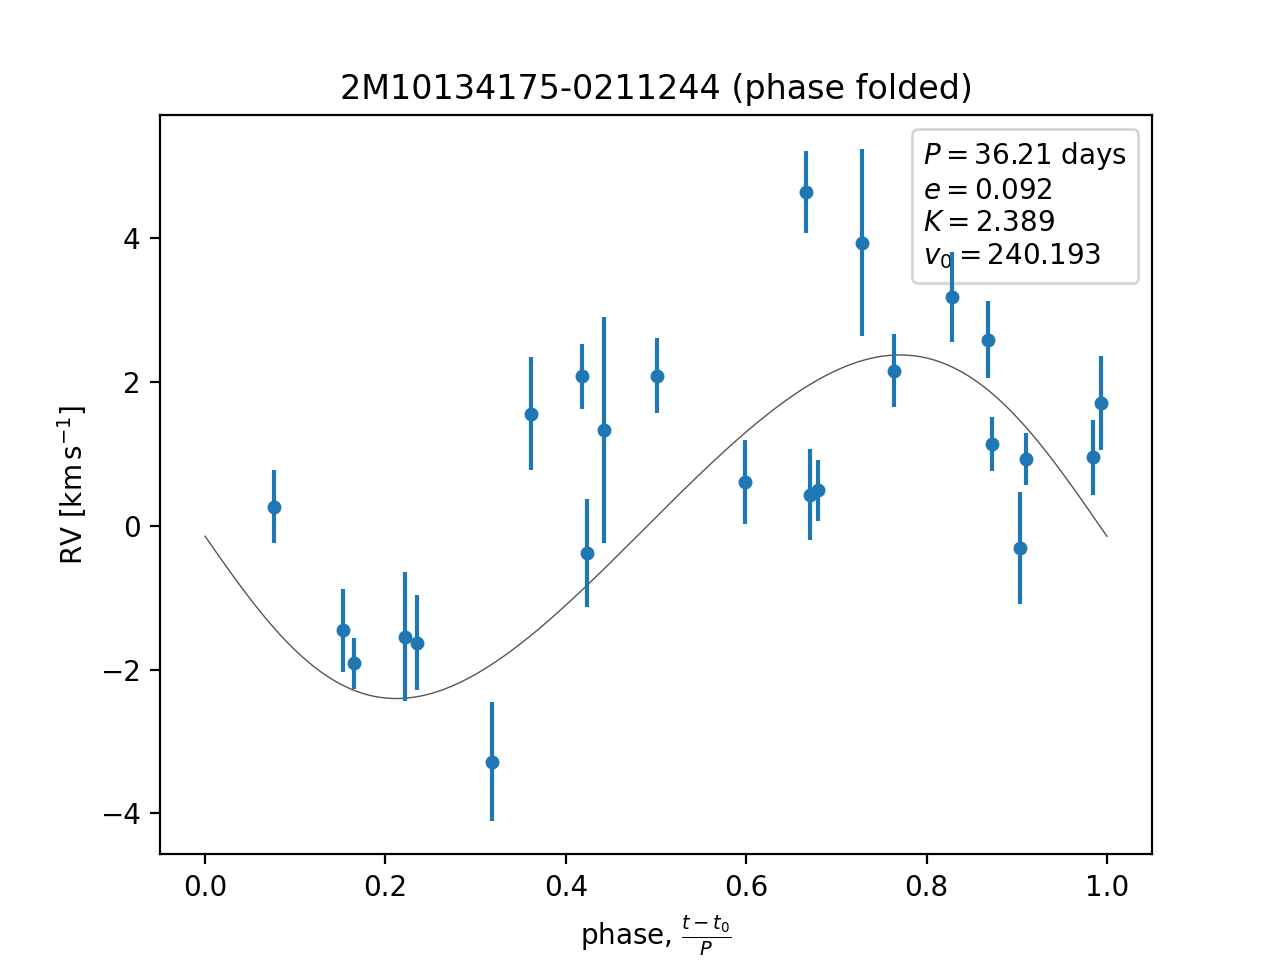 2M10134175-0211244 (phase folded)
P = 36.21 days
e = 0.092
K = 2.389
v₀ = 240.193
4
2
0
−2
−4
RV [km s⁻¹]
0.0 0.2 0.4 0.6 0.8 1.0
phase, (t − t₀)/P